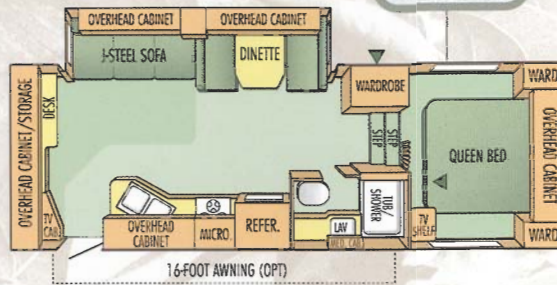 OVERHEAD CABINET
OVERHEAD CABINET
J-STEEL SOFA
DINETTE
WARDROBE
STEP
STEP
OVERHEAD CABINET/STORAGE
DESK
TV
CAB.
OVERHEAD
CABINET
MICRO.
REFER.
LAV
MED. CAB.
TUB/
SHOWER
TV
SHELF
QUEEN BED
WARD
OVERHEAD CABINET
WARD
16-FOOT AWNING (OPT)